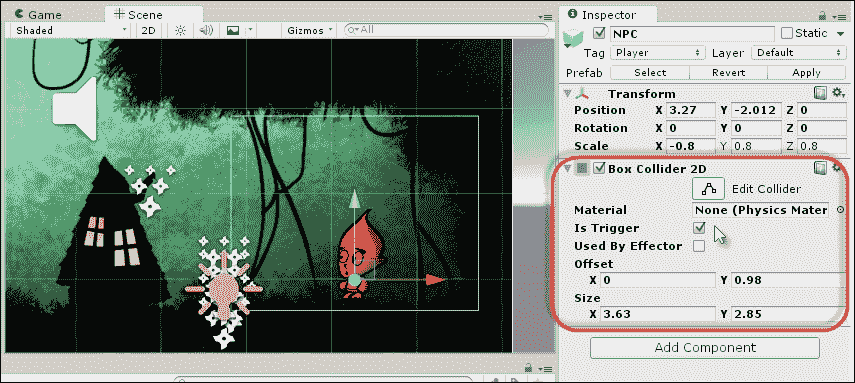 Game Scene
Shaded 2D Gizmos All
Inspector
NPC Static
Tag Player Layer Default
Prefab Select Revert Apply
Transform
Position X 3.27 Y -2.012 Z 0
Rotation X 0 Y 0 Z 0
Scale X -0.8 Y 0.8 Z 0.8
Box Collider 2D
Edit Collider
Material None (Physics Mater
Is Trigger
Used By Effector
Offset
X 0 Y 0.98
Size
X 3.63 Y 2.85
Add Component